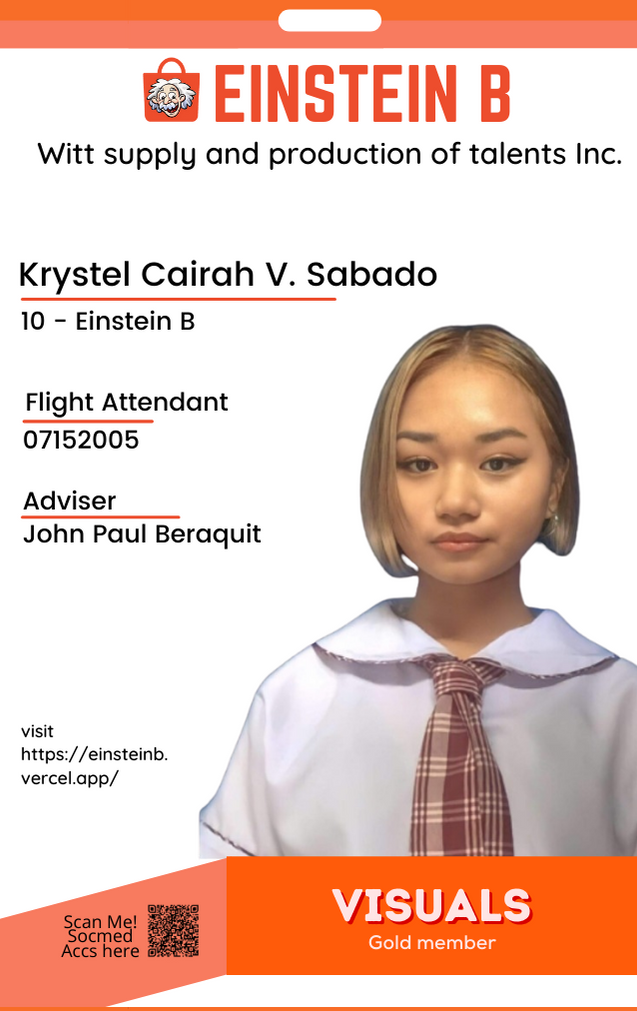 EINSTEIN B
Witt supply and production of talents Inc.
Krystel Cairah V. Sabado
10 - Einstein B
Flight Attendant
07152005
Adviser
John Paul Beraquit
visit
https://einsteinb.
vercel.app/
Scan Me!
Socmed
Accs here
VISUALS
Gold member